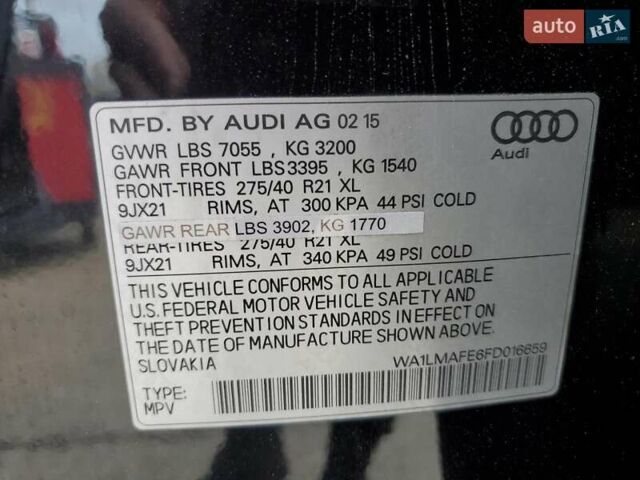 auto RIA .com
MFD. BY AUDI AG 02 15
GVWR LBS 7055 , KG 3200
GAWR FRONT LBS3395 , KG 1540
FRONT-TIRES 275/40 R21 XL
9JX21 RIMS, AT 300 KPA 44 PSI COLD
GAWR REAR LBS 3902, KG 1770
REAR-TIRES 275/40 R21 XL
9JX21 RIMS, AT 340 KPA 49 PSI COLD
Audi
THIS VEHICLE CONFORMS TO ALL APPLICABLE
U.S. FEDERAL MOTOR VEHICLE SAFETY AND
THEFT PREVENTION STANDARDS IN EFFECT ON
THE DATE OF MANUFACTURE SHOWN ABOVE.
SLOVAKIA
WA1LMAFE6FD016659
TYPE:
MPV